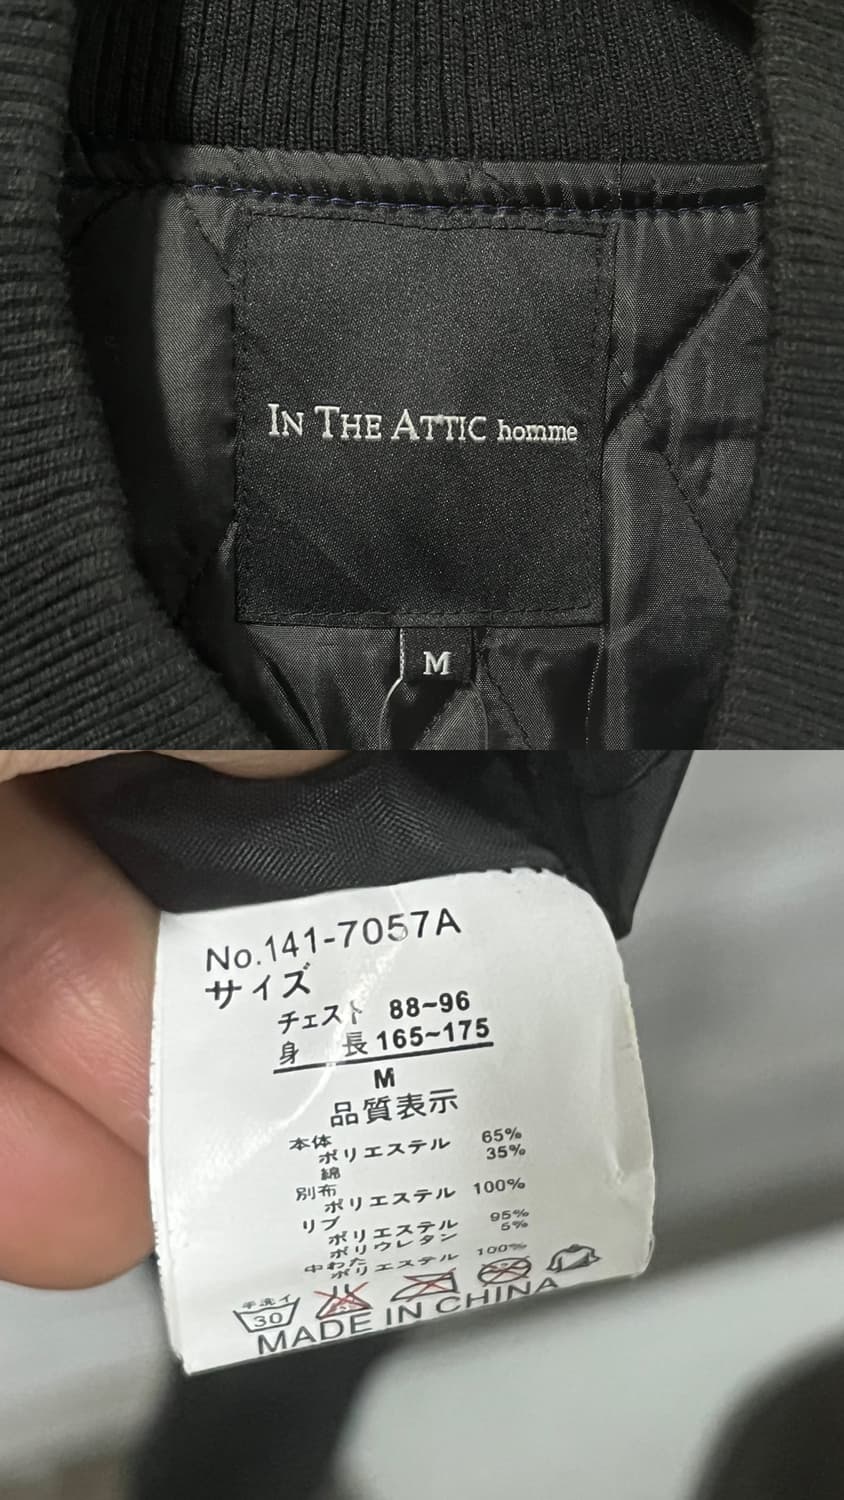 IN THE ATTIC homme
M
No.141-7057A
サイズ
チェスト 88~96
身 長 165~175
M
品質表示
本体
ポリエステル 65%
綿 35%
別布
ポリエステル 100%
リブ
ポリエステル 95%
ポリウレタン 5%
中わた
ポリエステル 100%
手洗イ
30
MADE IN CHINA